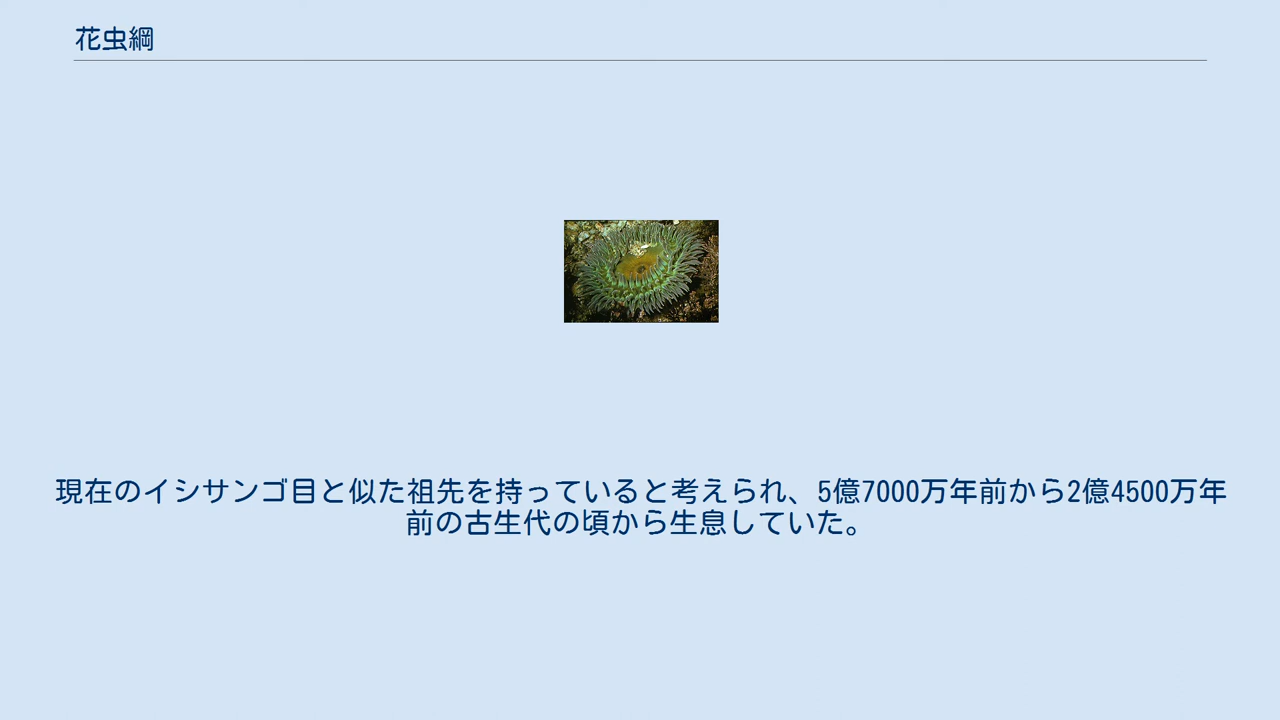 花虫綱
現在のイシサンゴ目と似た祖先を持っていると考えられ、5億7000万年前から2億4500万年
前の古生代の頃から生息していた。